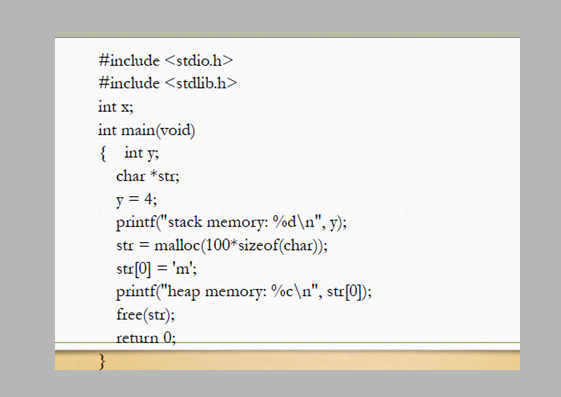 #include <stdio.h>
#include <stdlib.h>
int x;
int main(void)
{ int y;
char *str;
y = 4;
printf("stack memory: %d\n", y);
str = malloc(100*sizeof(char));
str[0] = 'm';
printf("heap memory: %c\n", str[0]);
free(str);
return 0;
}